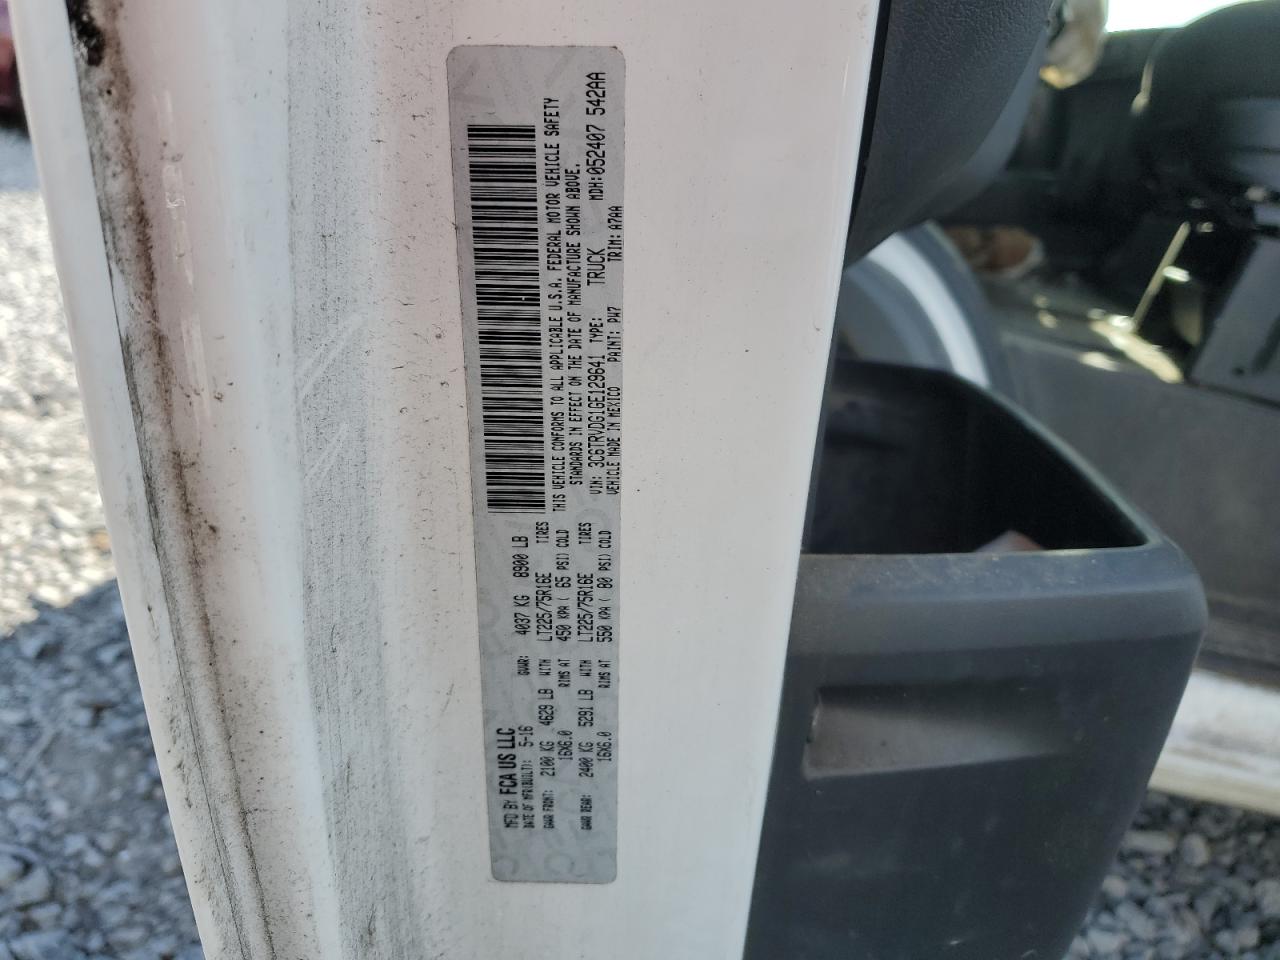 MFD BY FCA US LLC
DATE OF MFR(BUILT): 5-16 GVWR: 4037 KG 8900 LB
GAWR FRONT: 2100 KG 4629 LB WITH LT225/75R16E TIRES
16X6.0 RIMS AT 450 KPA ( 65 PSI) COLD
GAWR REAR: 2400 KG 5291 LB WITH LT225/75R16E TIRES
16X6.0 RIMS AT 550 KPA ( 80 PSI) COLD
THIS VEHICLE CONFORMS TO ALL APPLICABLE U.S.A. FEDERAL MOTOR VEHICLE SAFETY
STANDARDS IN EFFECT ON THE DATE OF MANUFACTURE SHOWN ABOVE.
VIN: 3C6TRVDG1GE129641 TYPE: TRUCK MDH:052407 542AA
VEHICLE MADE IN MEXICO PAINT: PW7 TRIM: A7AA